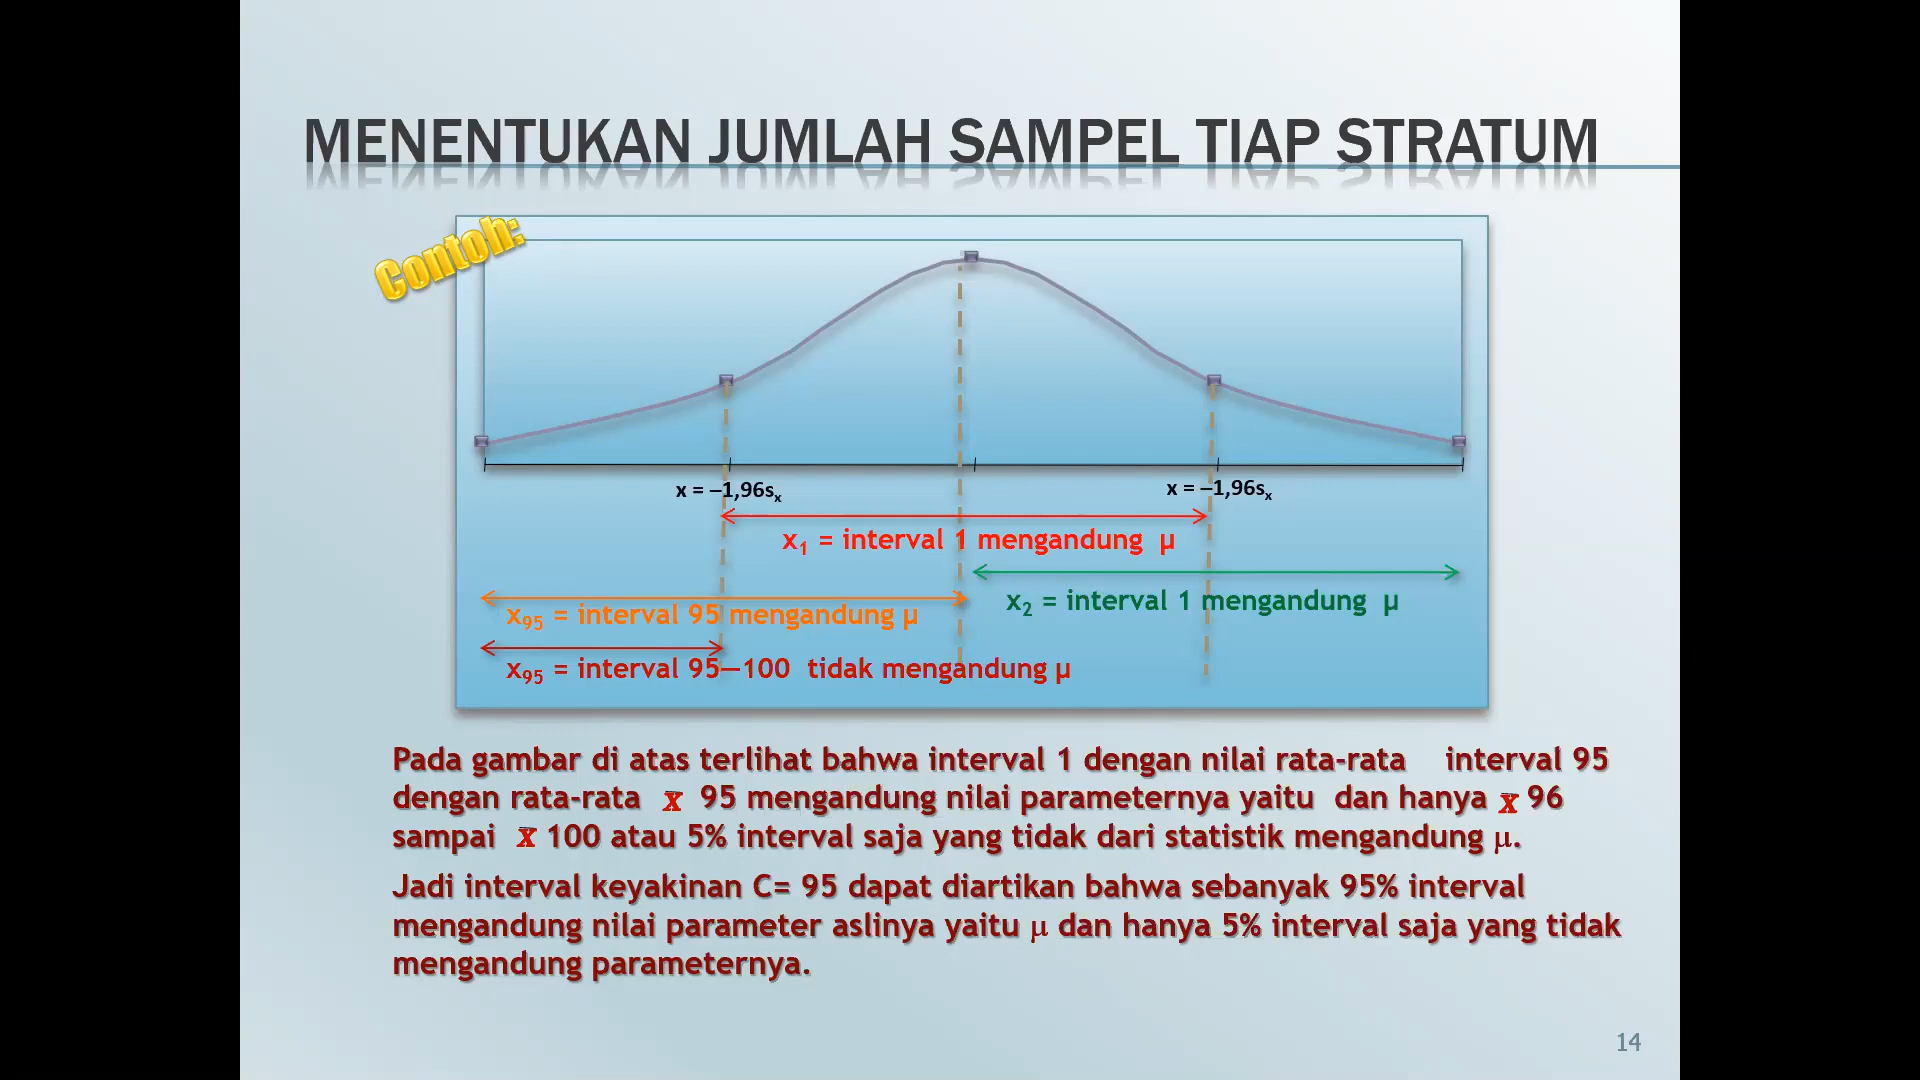 MENENTUKAN JUMLAH SAMPEL TIAP STRATUM
Contoh:
x = –1,96sx
x = –1,96sx
x1 = interval 1 mengandung μ
x2 = interval 1 mengandung μ
x95 = interval 95 mengandung μ
x95 = interval 95—100 tidak mengandung μ
Pada gambar di atas terlihat bahwa interval 1 dengan nilai rata-rata interval 95
dengan rata-rata x̄ 95 mengandung nilai parameternya yaitu dan hanya x̄ 96
sampai x̄ 100 atau 5% interval saja yang tidak dari statistik mengandung μ.
Jadi interval keyakinan C= 95 dapat diartikan bahwa sebanyak 95% interval
mengandung nilai parameter aslinya yaitu μ dan hanya 5% interval saja yang tidak
mengandung parameternya.
14